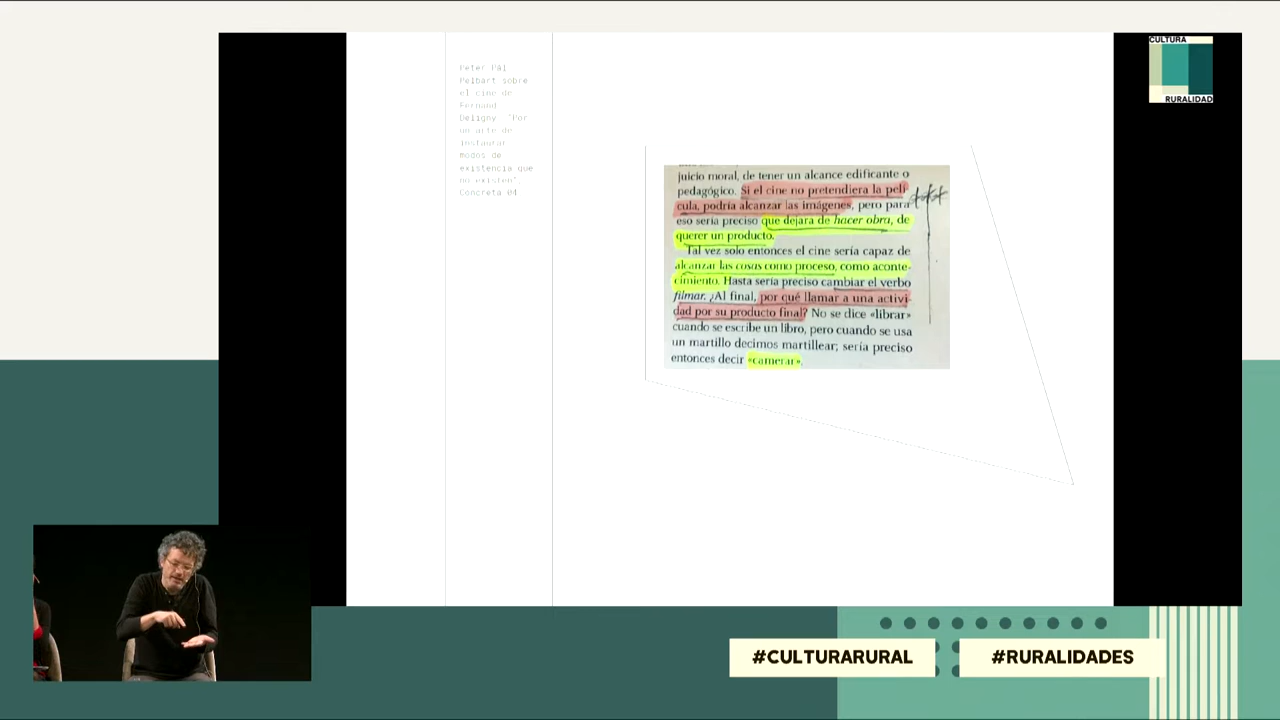 Peter Pál
Pelbart sobre
el cine de
Fernand
Deligny. "Por
un arte de
instaurar
modos de
existencia que
no existen",
Concreta 04
juicio moral, de tener un alcance edificante o
pedagógico. Si el cine no pretendiera la pelí-
cula, podría alcanzar las imágenes, pero para
eso sería preciso que dejara de hacer obra, de
querer un producto.
Tal vez solo entonces el cine sería capaz de
alcanzar las cosas como proceso, como aconte-
cimiento. Hasta sería preciso cambiar el verbo
filmar. ¿Al final, por qué llamar a una activi-
dad por su producto final? No se dice «librar»
cuando se escribe un libro, pero cuando se usa
un martillo decimos martillear; sería preciso
entonces decir «camerar».
CULTURA
RURALIDAD
#CULTURARURAL
#RURALIDADES